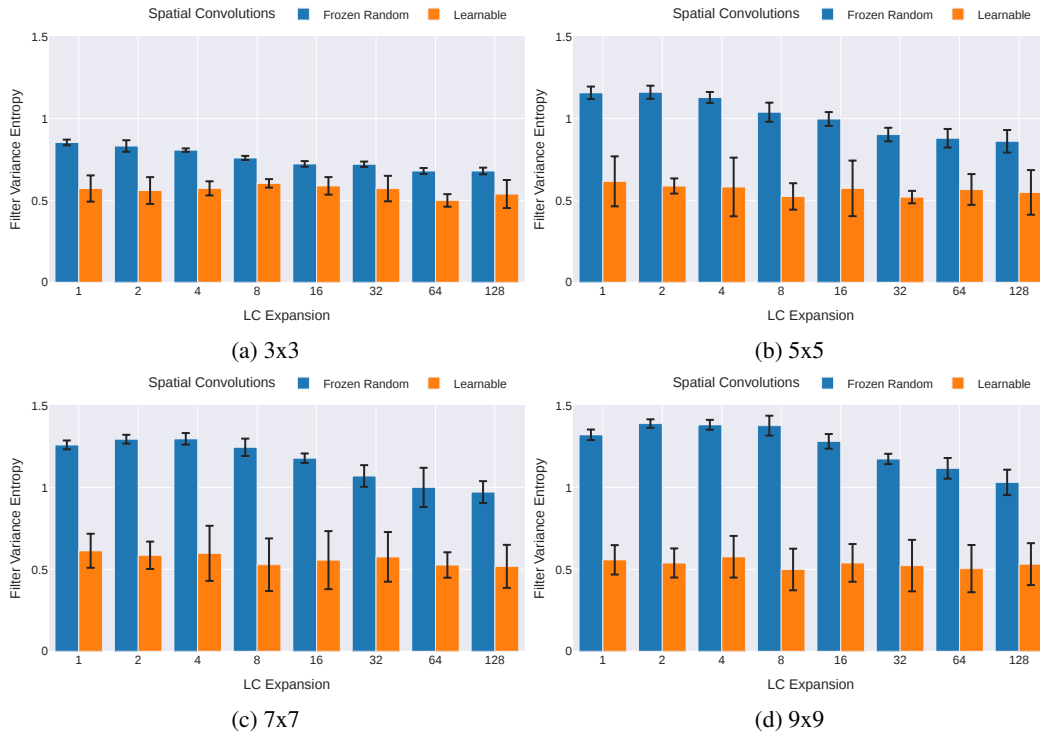 Spatial Convolutions Frozen Random Learnable
Filter Variance Entropy
1.5
1
0.5
0
1 2 4 8 16 32 64 128
LC Expansion
(a) 3x3
Spatial Convolutions Frozen Random Learnable
Filter Variance Entropy
1.5
1
0.5
0
1 2 4 8 16 32 64 128
LC Expansion
(b) 5x5
Spatial Convolutions Frozen Random Learnable
Filter Variance Entropy
1.5
1
0.5
0
1 2 4 8 16 32 64 128
LC Expansion
(c) 7x7
Spatial Convolutions Frozen Random Learnable
Filter Variance Entropy
1.5
1
0.5
0
1 2 4 8 16 32 64 128
LC Expansion
(d) 9x9